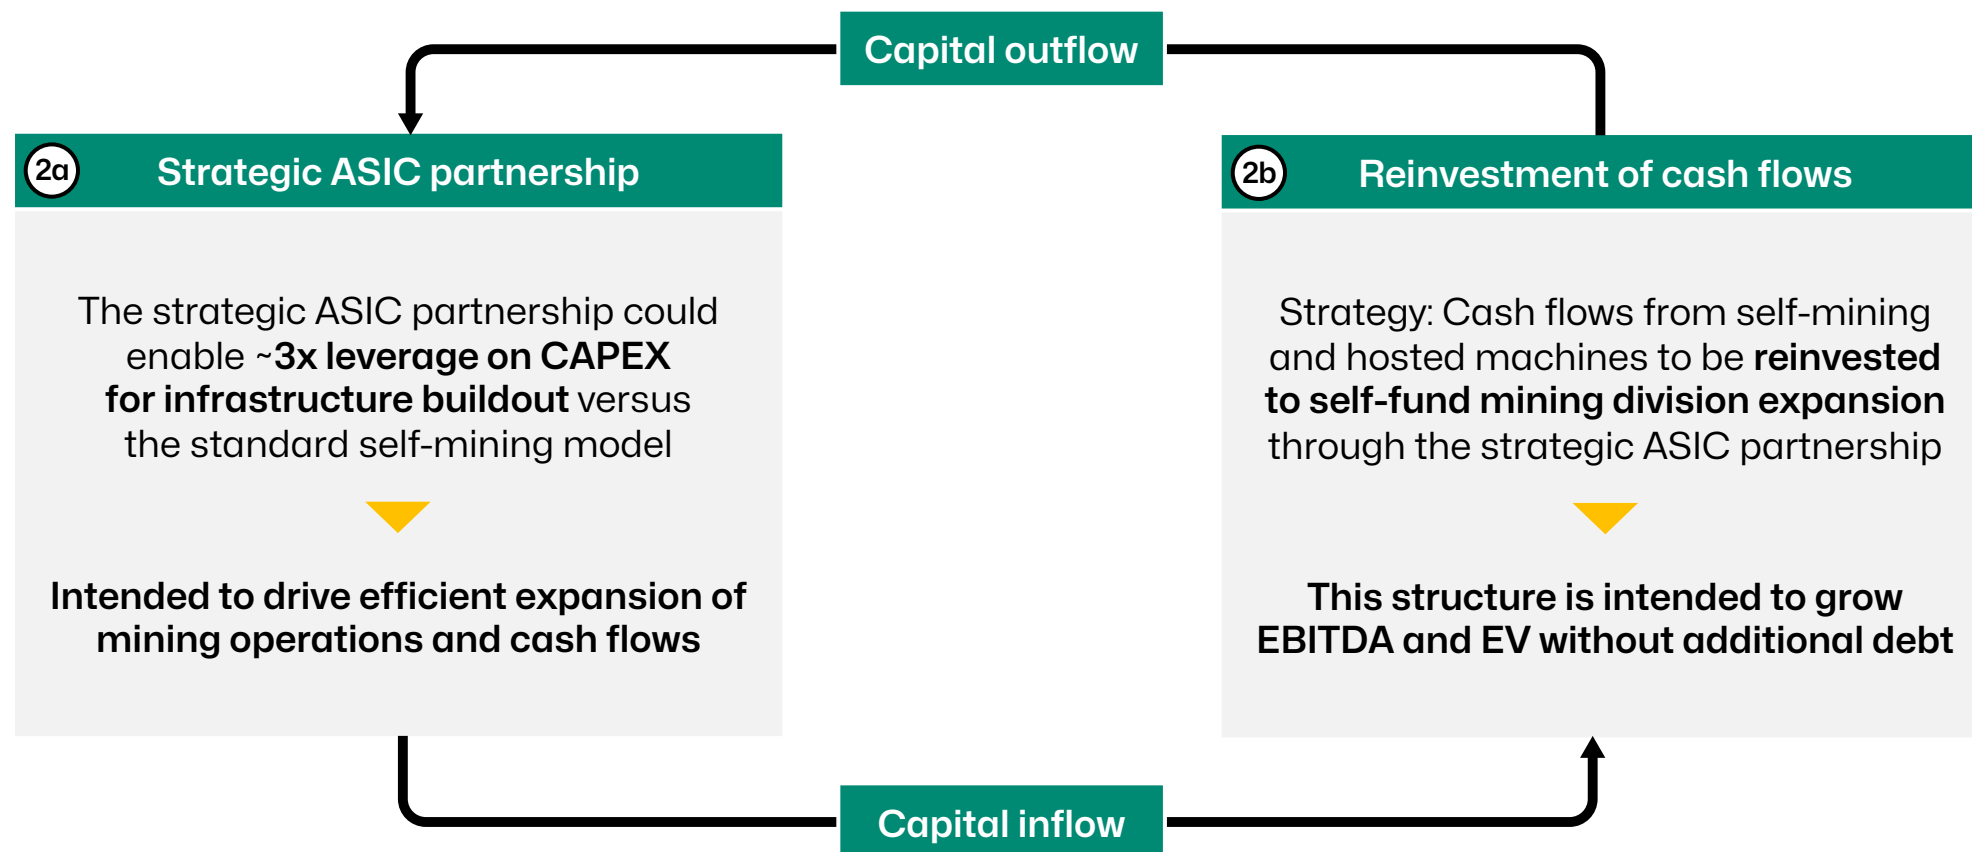 Capital outflow
2a
Strategic ASIC partnership
The strategic ASIC partnership could
enable ~3x leverage on CAPEX
for infrastructure buildout versus
the standard self-mining model
Intended to drive efficient expansion of
mining operations and cash flows
2b
Reinvestment of cash flows
Strategy: Cash flows from self-mining
and hosted machines to be reinvested
to self-fund mining division expansion
through the strategic ASIC partnership
This structure is intended to grow
EBITDA and EV without additional debt
Capital inflow